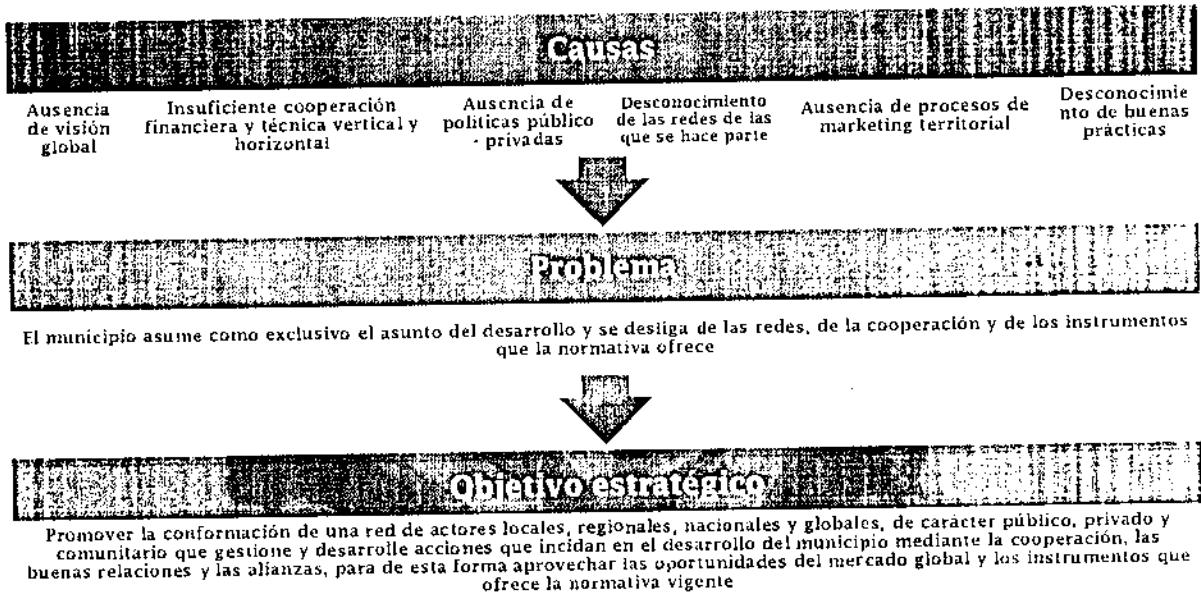 Causas
Ausencia
de visión
global
Insuficiente cooperación
financiera y técnica vertical y
horizontal
Ausencia de
políticas público
- privadas
Desconocimiento
de las redes de las
que se hace parte
Ausencia de procesos de
marketing territorial
Desconocimie
nto de buenas
prácticas
Problema
El municipio asume como exclusivo el asunto del desarrollo y se desliga de las redes, de la cooperación y de los instrumentos
que la normativa ofrece
Objetivo estratégico
Promover la conformación de una red de actores locales, regionales, nacionales y globales, de carácter público, privado y
comunitario que gestione y desarrolle acciones que incidan en el desarrollo del municipio mediante la cooperación, las
buenas relaciones y las alianzas, para de esta forma aprovechar las oportunidades del mercado global y los instrumentos que
ofrece la normativa vigente